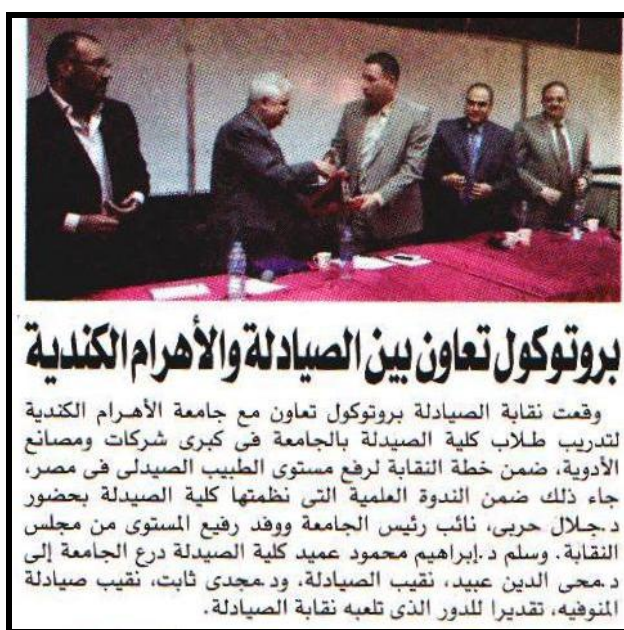 بروتوكول تعاون بين الصيادلة والأهرام الكندية
وقعت نقابة الصيادلة بروتوكول تعاون مع جامعة الأهرام الكندية
لتدريب طلاب كلية الصيدلة بالجامعة فى كبرى شركات ومصانع
الأدوية، ضمن خطة النقابة لرفع مستوى الطبيب الصيدلى فى مصر،
جاء ذلك ضمن الندوة العلمية التى نظمتها كلية الصيدلة بحضور
د.جلال حربى، نائب رئيس الجامعة ووفد رفيع المستوى من مجلس
النقابة. وسلم د.إبراهيم محمود عميد كلية الصيدلة درع الجامعة إلى
د.محى الدين عبيد، نقيب الصيادلة، ود.مجدى ثابت، نقيب صيادلة
المنوفيه، تقديرا للدور الذى تلعبه نقابة الصيادلة.